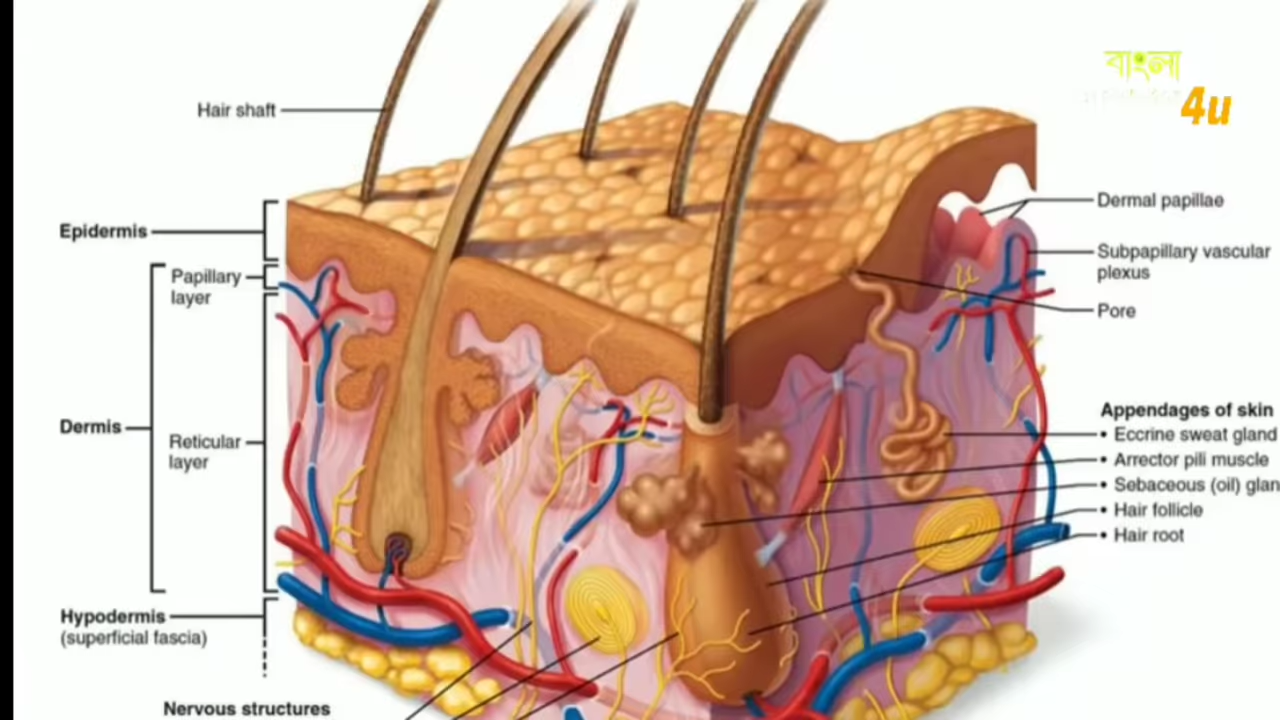 বাংলা
4u
Hair shaft
Epidermis
Papillary
layer
Dermis
Reticular
layer
Hypodermis
(superficial fascia)
Nervous structures
Dermal papillae
Subpapillary vascular
plexus
Pore
Appendages of skin
• Eccrine sweat gland
• Arrector pili muscle
• Sebaceous (oil) glan
• Hair follicle
• Hair root